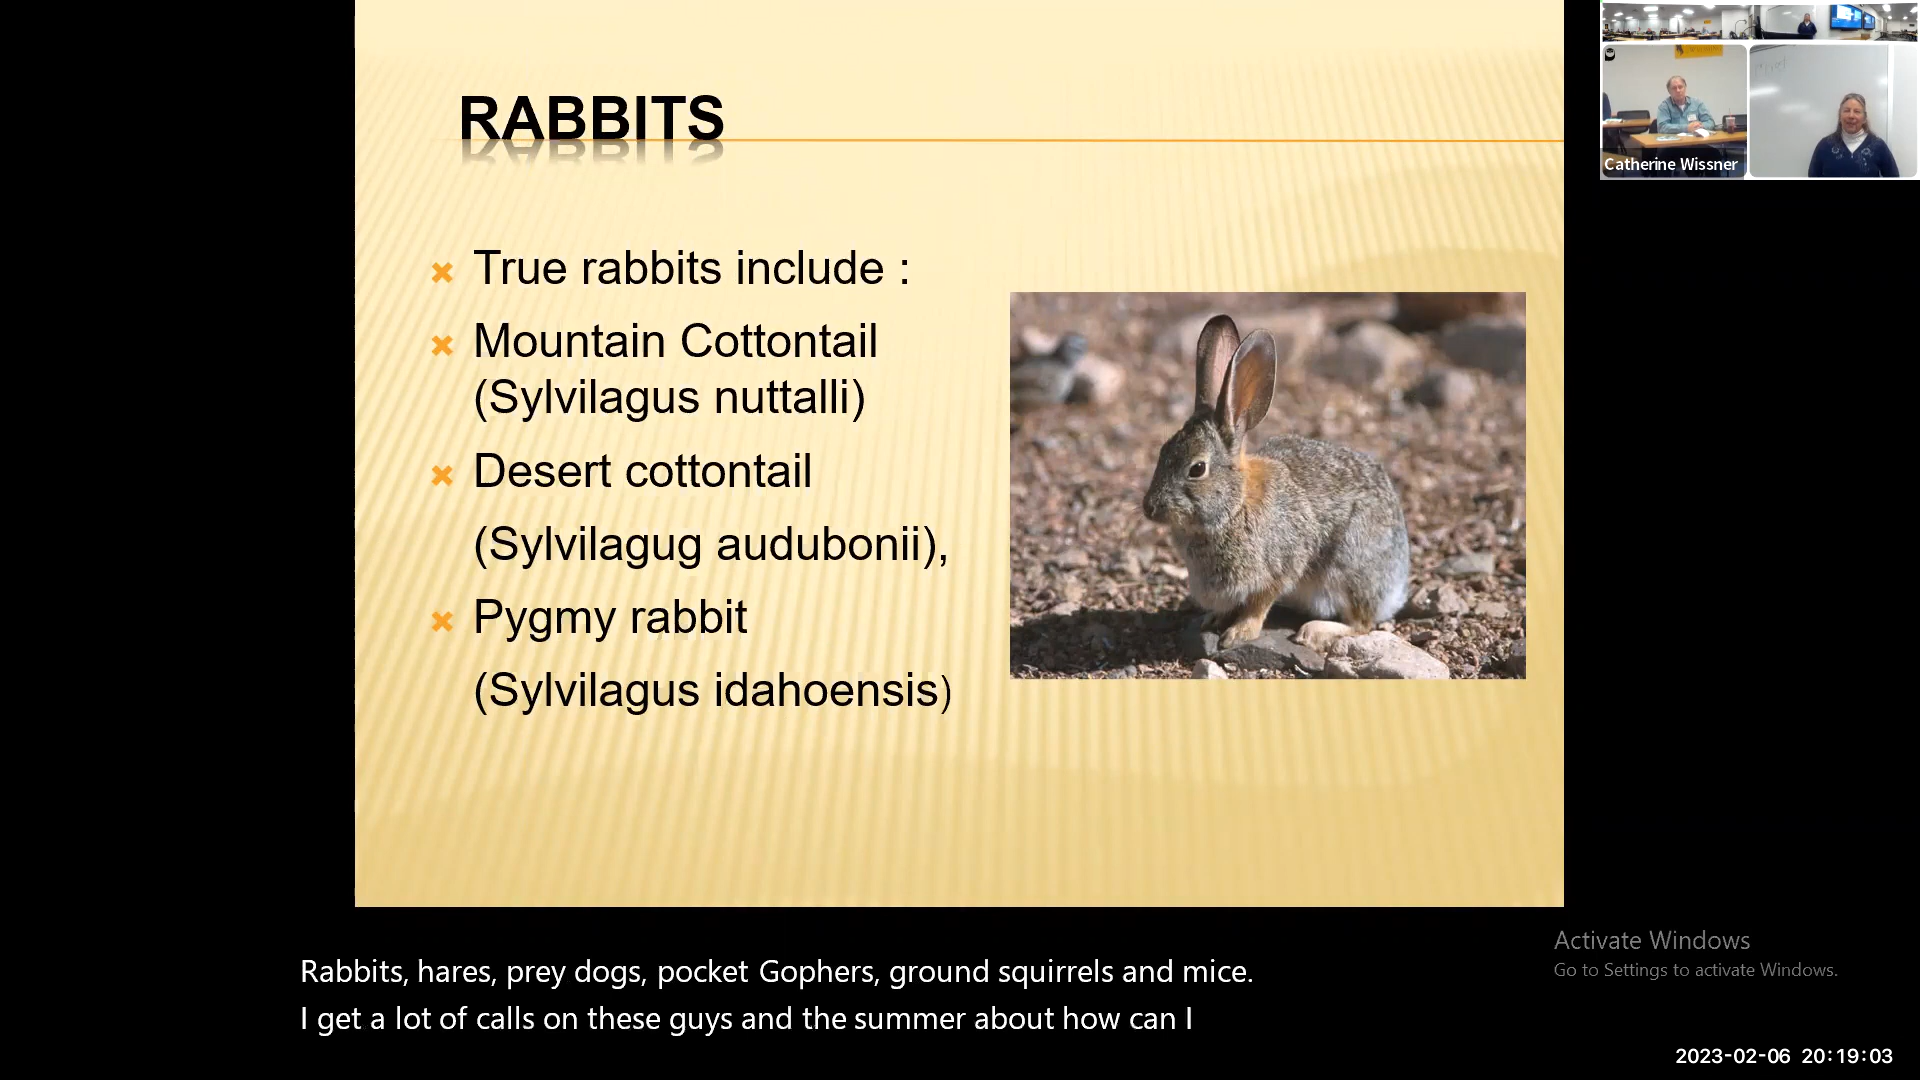 RABBITS
True rabbits include :
Mountain Cottontail
(Sylvilagus nuttalli)
Desert cottontail
(Sylvilagug audubonii),
Pygmy rabbit
(Sylvilagus idahoensis)
Catherine Wissner
Rabbits, hares, prey dogs, pocket Gophers, ground squirrels and mice.
I get a lot of calls on these guys and the summer about how can I
Activate Windows
Go to Settings to activate Windows.
2023-02-06 20:19:03